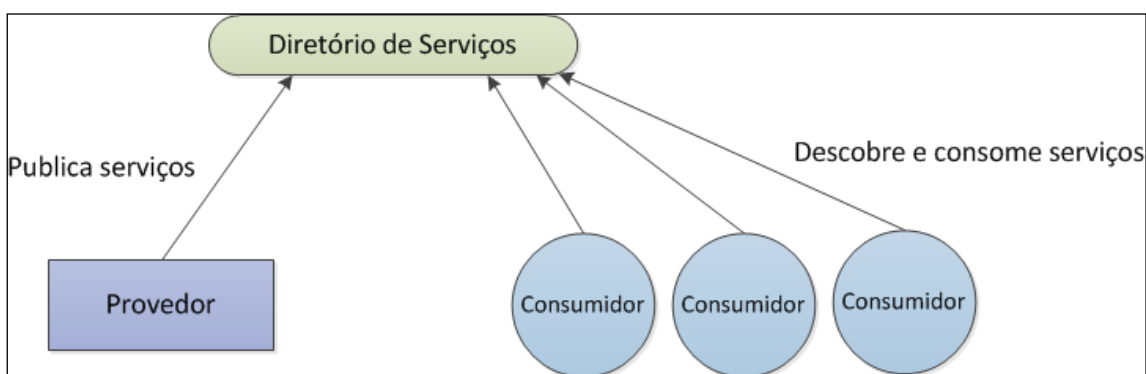 Diretório de Serviços
Publica serviços
Descobre e consome serviços
Provedor
Consumidor
Consumidor
Consumidor